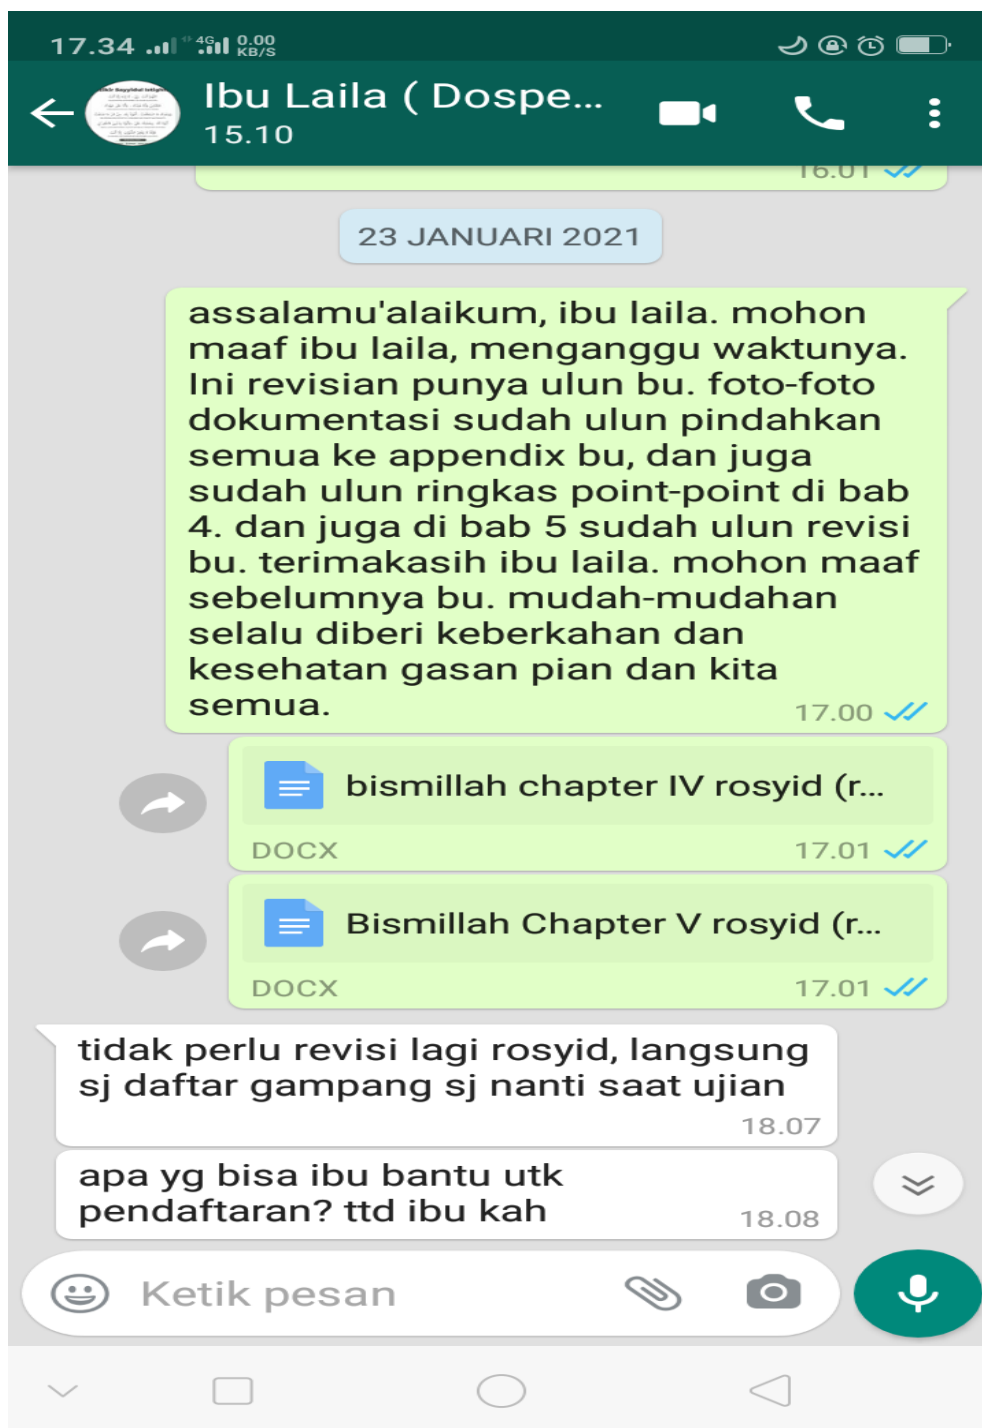 17.34 4G 0.00 KB/S
Ibu Laila ( Dospe...
15.10
16.01
23 JANUARI 2021
assalamu'alaikum, ibu laila. mohon
maaf ibu laila, menganggu waktunya.
Ini revisian punya ulun bu. foto-foto
dokumentasi sudah ulun pindahkan
semua ke appendix bu, dan juga
sudah ulun ringkas point-point di bab
4. dan juga di bab 5 sudah ulun revisi
bu. terimakasih ibu laila. mohon maaf
sebelumnya bu. mudah-mudahan
selalu diberi keberkahan dan
kesehatan gasan pian dan kita
semua.
17.00
bismillah chapter IV rosyid (r...
DOCX 17.01
Bismillah Chapter V rosyid (r...
DOCX 17.01
tidak perlu revisi lagi rosyid, langsung
sj daftar gampang sj nanti saat ujian
18.07
apa yg bisa ibu bantu utk
pendaftaran? ttd ibu kah
18.08
Ketik pesan